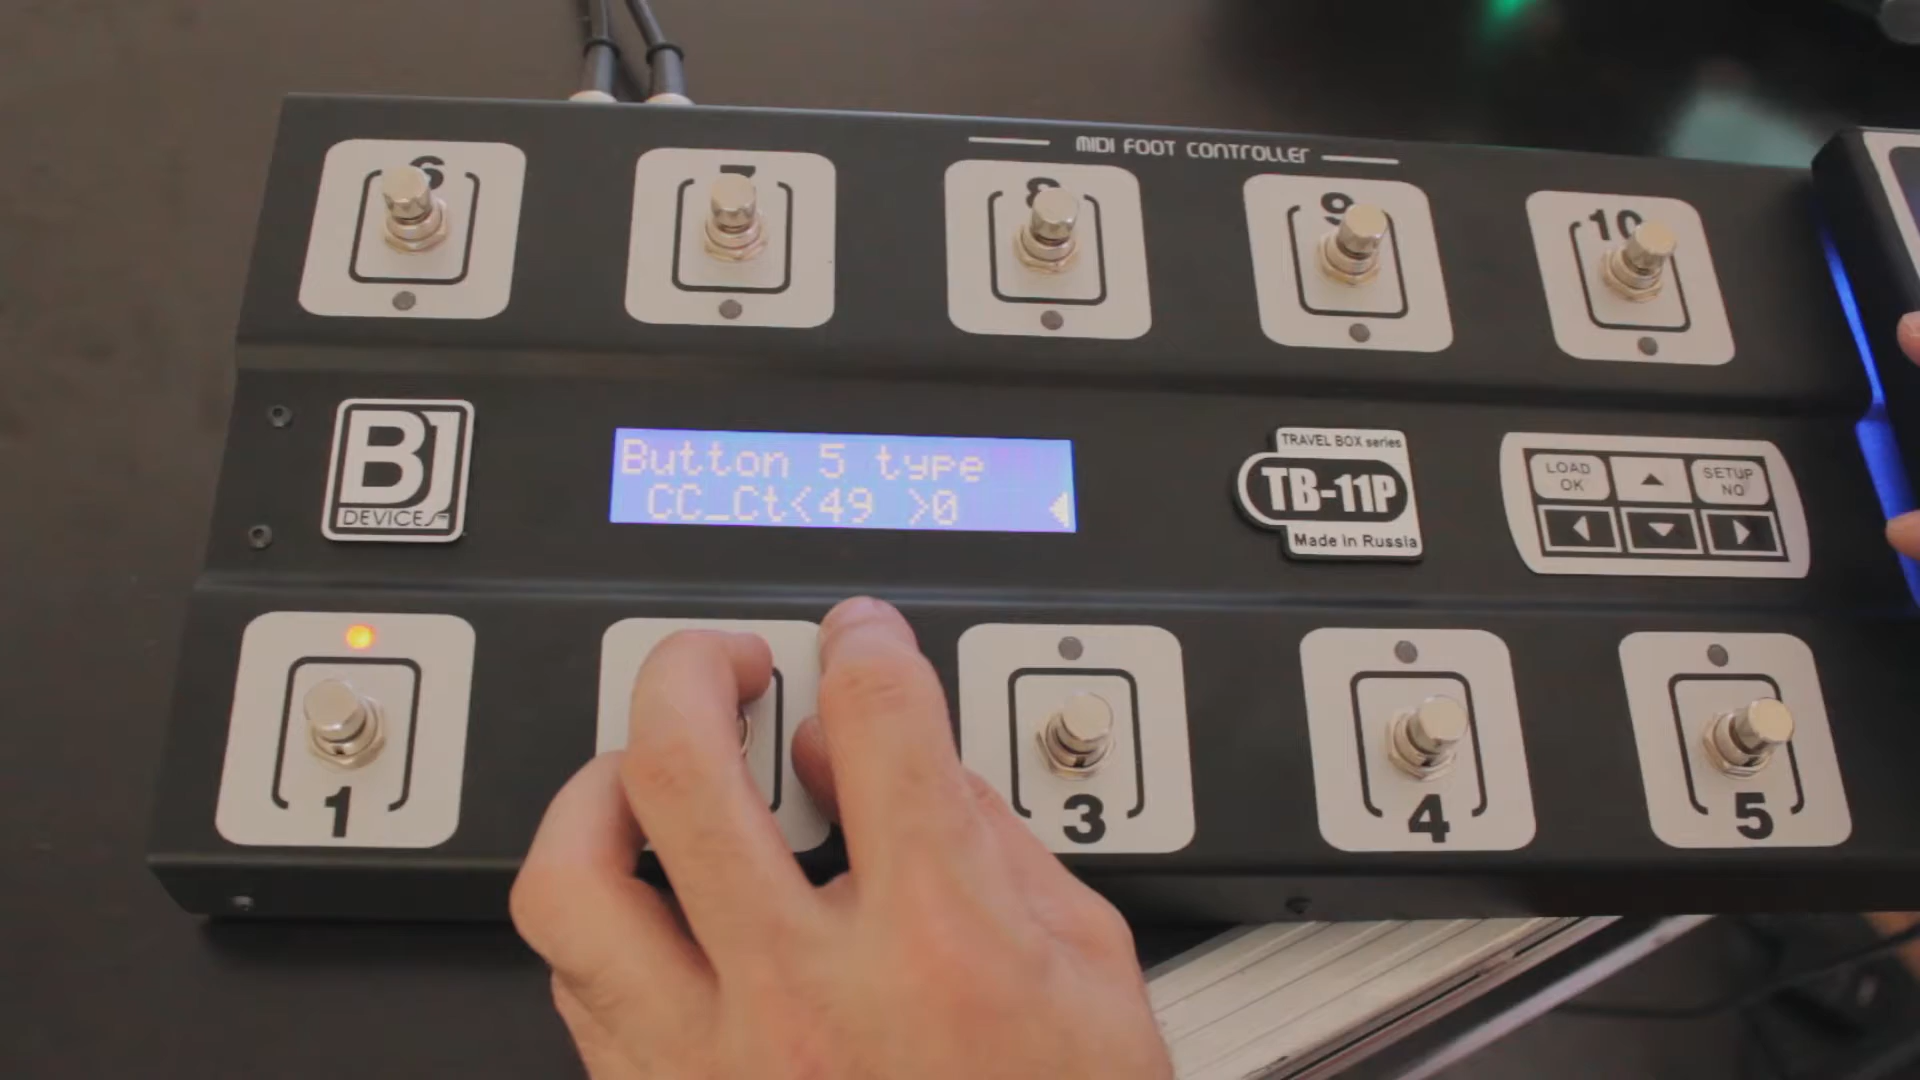 MIDI FOOT CONTROLLER
6
7
8
9
10
BJ
DEVICES™
Button 5 type
CC_Ct<49 >0
TRAVEL BOX series
TB-11P
Made in Russia
LOAD
OK
SETUP
NO
1
3
4
5